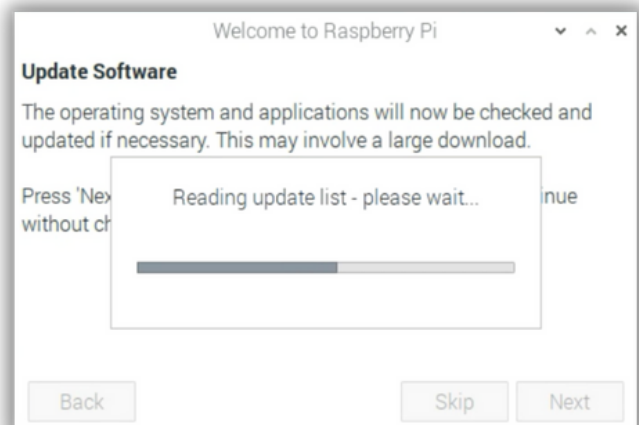 Welcome to Raspberry Pi
Update Software
The operating system and applications will now be checked and
updated if necessary. This may involve a large download.
Press 'Nex
inue
without ch
Reading update list - please wait...
Back
Skip
Next